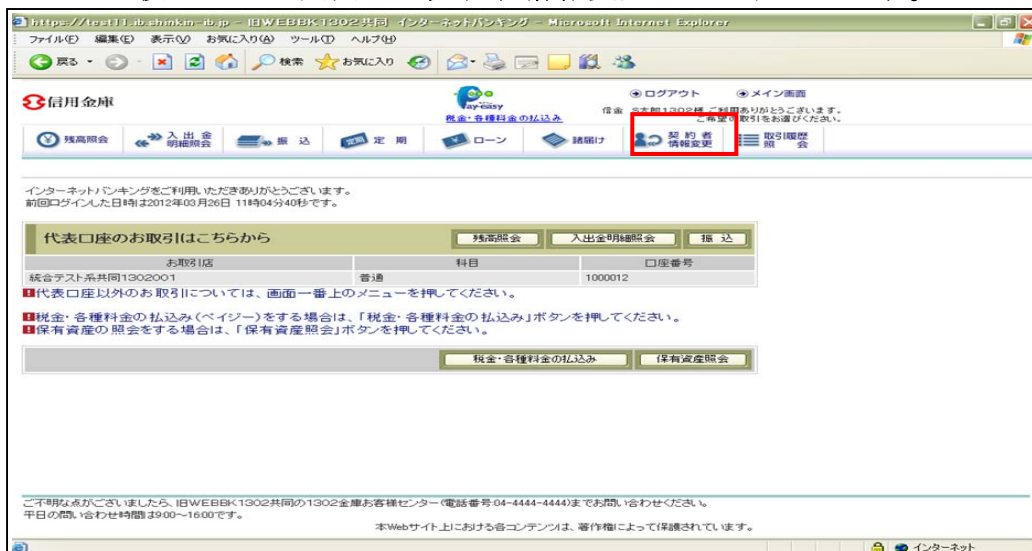 https://test11.ib.shinkin-ib.jp - 旧WEBBK1302共同 インターネットバンキング - Microsoft Internet Explorer
ファイル(F) 編集(E) 表示(V) お気に入り(A) ツール(T) ヘルプ(H)
戻る 検索 お気に入り
信用金庫
Pay-easy
税金・各種料金の払込み
ログアウト メイン画面
信金 S太郎1302様 ご利用ありがとうございます。
ご希望の取引をお選びください。
残高照会 入出金明細照会 振込 定期 ローン 諸届け 契約者情報変更 取引履歴照会
インターネットバンキングをご利用いただきありがとうございます。
前回ログインした日時は2012年03月26日 11時04分40秒です。
代表口座のお取引はこちらから 残高照会 入出金明細照会 振込
お取引店 科目 口座番号
統合テスト系共同1302001 普通 1000012
代表口座以外のお取引については、画面一番上のメニューを押してください。
税金・各種料金の払込み(ペイジー)をする場合は、「税金・各種料金の払込み」ボタンを押してください。
保有資産の照会をする場合は、「保有資産照会」ボタンを押してください。
税金・各種料金の払込み 保有資産照会
ご不明な点がございましたら、旧WEBBK1302共同の1302金庫お客様センター(電話番号:04-4444-4444)までお問い合わせください。
平日の問い合わせ時間は9:00~16:00です。
本Webサイト上における各コンテンツは、著作権によって保護されています。
インターネット